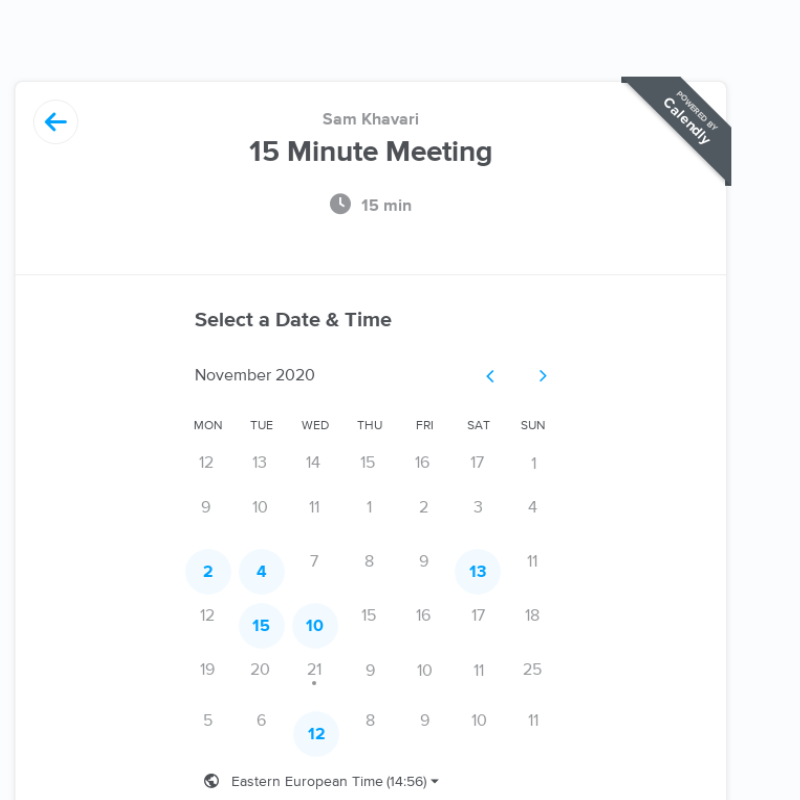 POWERED BY
Calendly
Sam Khavari
15 Minute Meeting
15 min
Select a Date & Time
November 2020
MON TUE WED THU FRI SAT SUN
12 13 14 15 16 17 1
9 10 11 1 2 3 4
2 4 7 8 9 13 11
12 15 10 15 16 17 18
19 20 21 9 10 11 25
5 6 12 8 9 10 11
Eastern European Time (14:56)